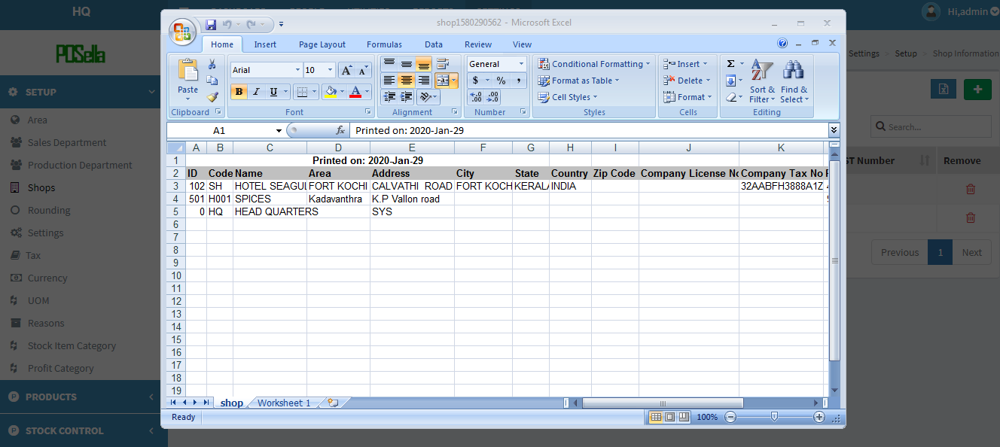 HQ
Hi,admin
POSella
Settings > Setup > Shop Information
SETUP
Area
Sales Department
Production Department
Shops
Rounding
Settings
Tax
Currency
UOM
Reasons
Stock Item Category
Profit Category
PRODUCTS
STOCK CONTROL
shop1580290562 - Microsoft Excel
Home Insert Page Layout Formulas Data Review View
Paste
Clipboard
Arial 10
B I U
Font
Alignment
General
$ % ,
Number
Conditional Formatting
Format as Table
Cell Styles
Styles
Insert
Delete
Format
Cells
Σ
Sort & Filter
Find & Select
Editing
A1 fx Printed on: 2020-Jan-29
A B C D E F G H I J K
1 Printed on: 2020-Jan-29
2 ID Code Name Area Address City State Country Zip Code Company License No Company Tax No
3 102 SH HOTEL SEAGUI FORT KOCHI CALVATHI ROAD FORT KOCH KERALA INDIA 32AABFH3888A1Z
4 501 H001 SPICES Kadavanthra K.P Vallon road
5 0 HQ HEAD QUARTERS SYS
6
7
8
9
10
11
12
13
14
15
16
17
18
19
shop Worksheet 1
Ready 100%
Search...
ST Number Remove
Previous 1 Next